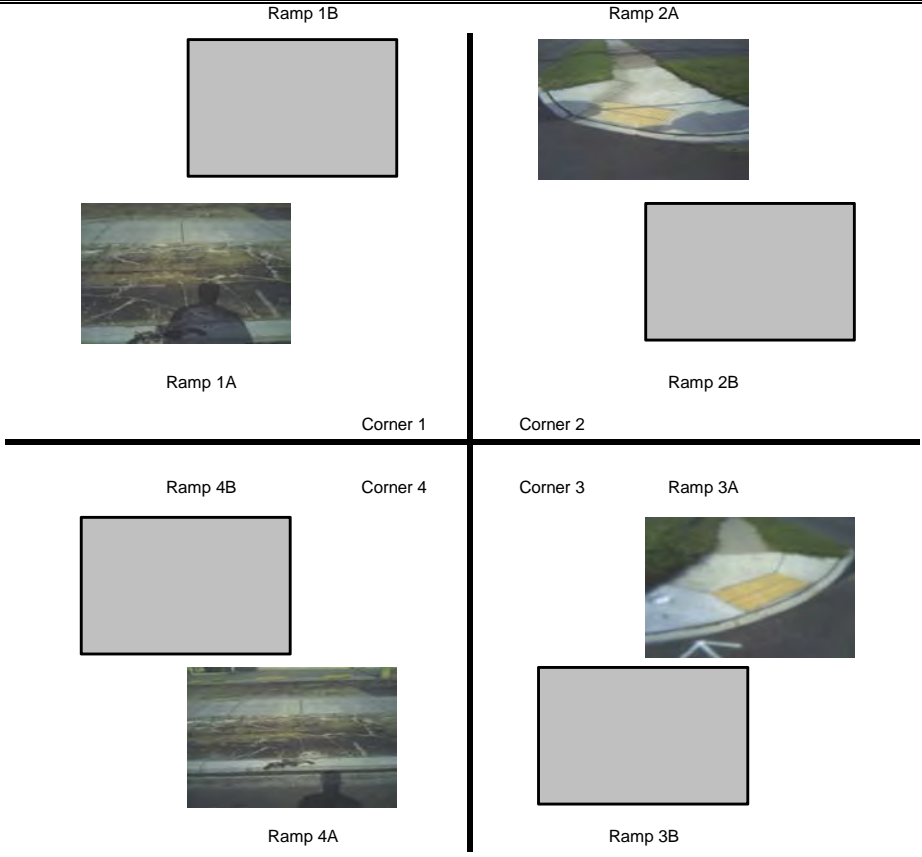 Ramp 1B Ramp 2A
Ramp 1A Ramp 2B
Corner 1 Corner 2
Ramp 4B Corner 4 Corner 3 Ramp 3A
Ramp 4A Ramp 3B